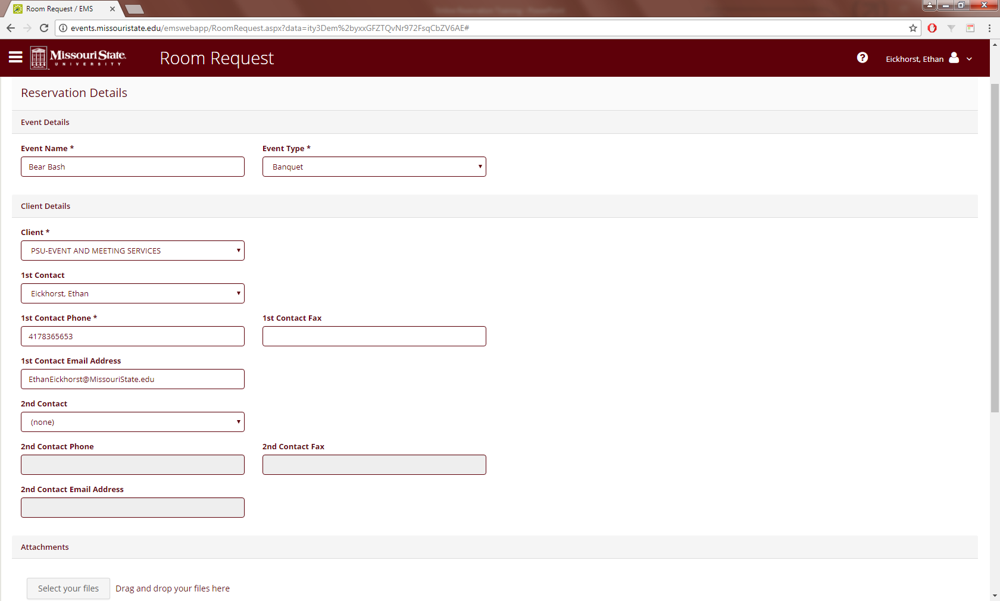 Room Request / EMS
events.missouristate.edu/emswebapp/RoomRequest.aspx?data=ity3Dem%2byxxGFZTQvNr972FsqCbZV6AE#
Missouri State
UNIVERSITY
Room Request
Eickhorst, Ethan
Reservation Details
Event Details
Event Name *
Event Type *
Bear Bash
Banquet
Client Details
Client *
PSU-EVENT AND MEETING SERVICES
1st Contact
Eickhorst, Ethan
1st Contact Phone *
1st Contact Fax
4178365653
1st Contact Email Address
EthanEickhorst@MissouriState.edu
2nd Contact
(none)
2nd Contact Phone
2nd Contact Fax
2nd Contact Email Address
Attachments
Select your files
Drag and drop your files here